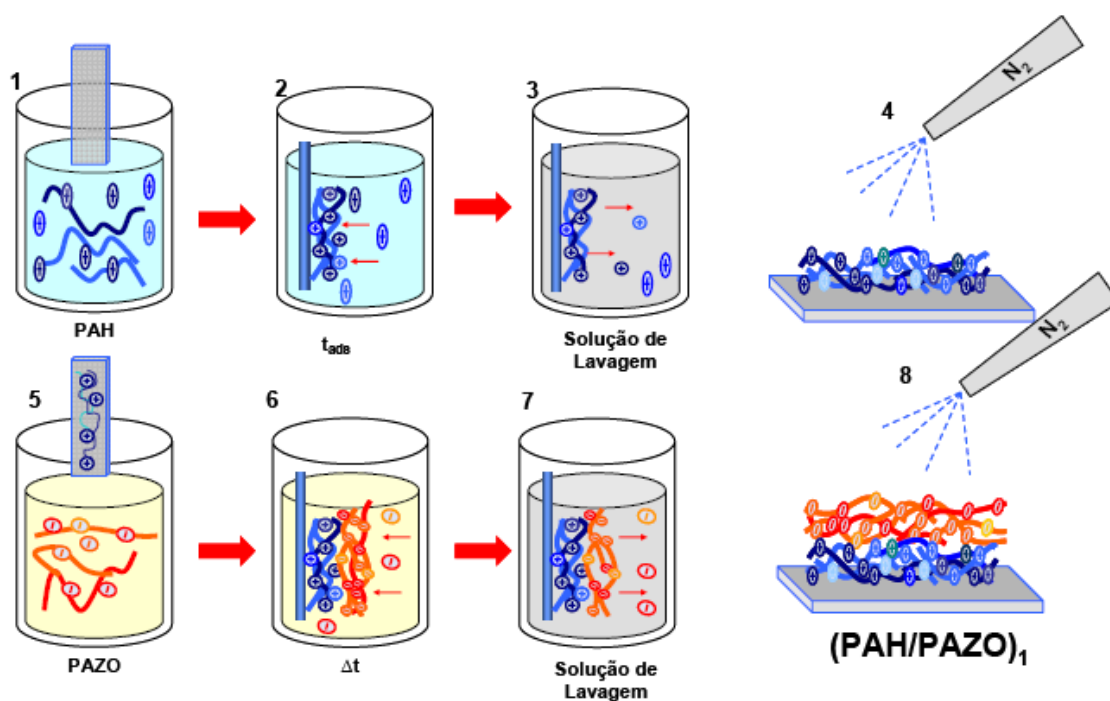 1
2
3
4
N2
PAH
tads
Solução de
Lavagem
5
6
7
8
N2
PAZO
Δt
Solução de
Lavagem
(PAH/PAZO)1